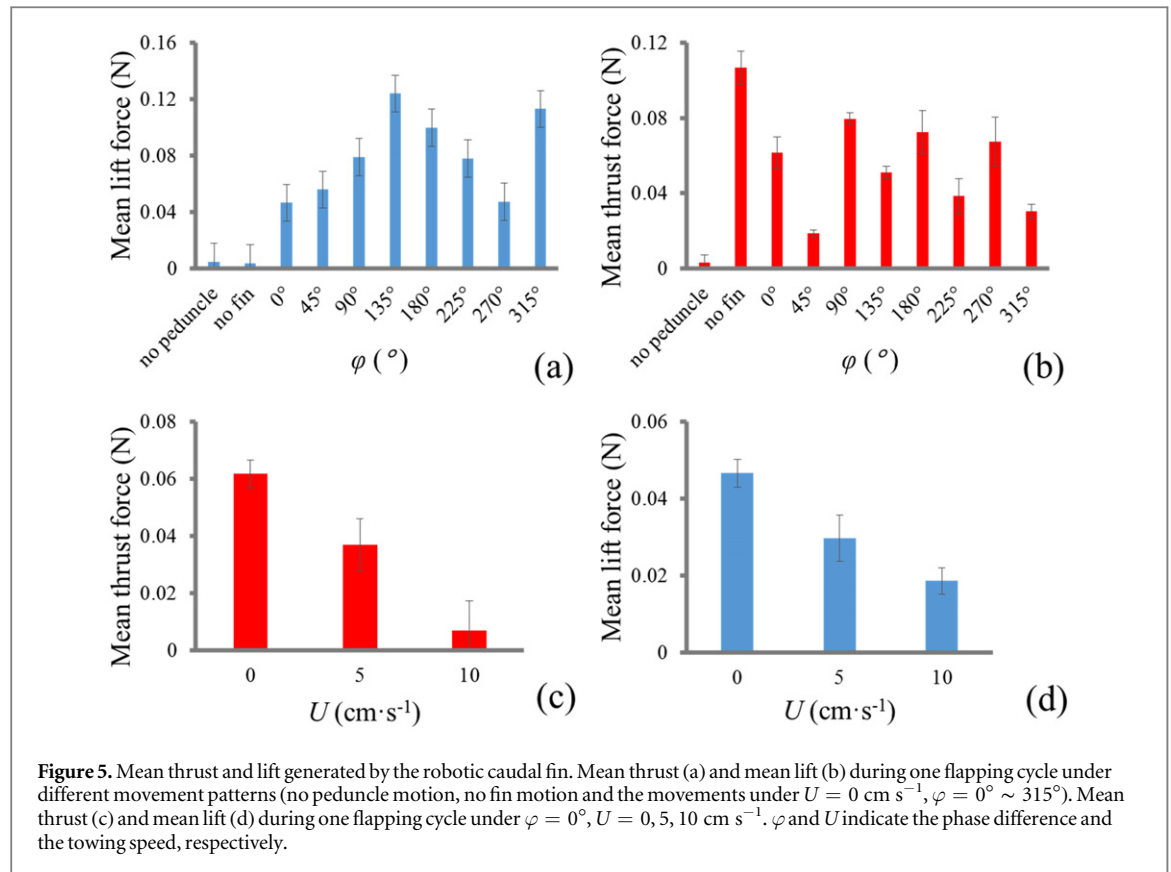 Mean lift force (N)
0.16
0.12
0.08
0.04
0
no peduncle
no fin
0°
45°
90°
135°
180°
225°
270°
315°
φ (°)
(a)
Mean thrust force (N)
0.12
0.08
0.04
0
no peduncle
no fin
0°
45°
90°
135°
180°
225°
270°
315°
φ (°)
(b)
Mean thrust force (N)
0.08
0.06
0.04
0.02
0
0 5 10
U (cm·s⁻¹)
(c)
Mean lift force (N)
0.06
0.04
0.02
0
0 5 10
U (cm·s⁻¹)
(d)
Figure 5. Mean thrust and lift generated by the robotic caudal fin. Mean thrust (a) and mean lift (b) during one flapping cycle under
different movement patterns (no peduncle motion, no fin motion and the movements under U = 0 cm s⁻¹, φ = 0° ~ 315°). Mean
thrust (c) and mean lift (d) during one flapping cycle under φ = 0°, U = 0, 5, 10 cm s⁻¹. φ and U indicate the phase difference and
the towing speed, respectively.